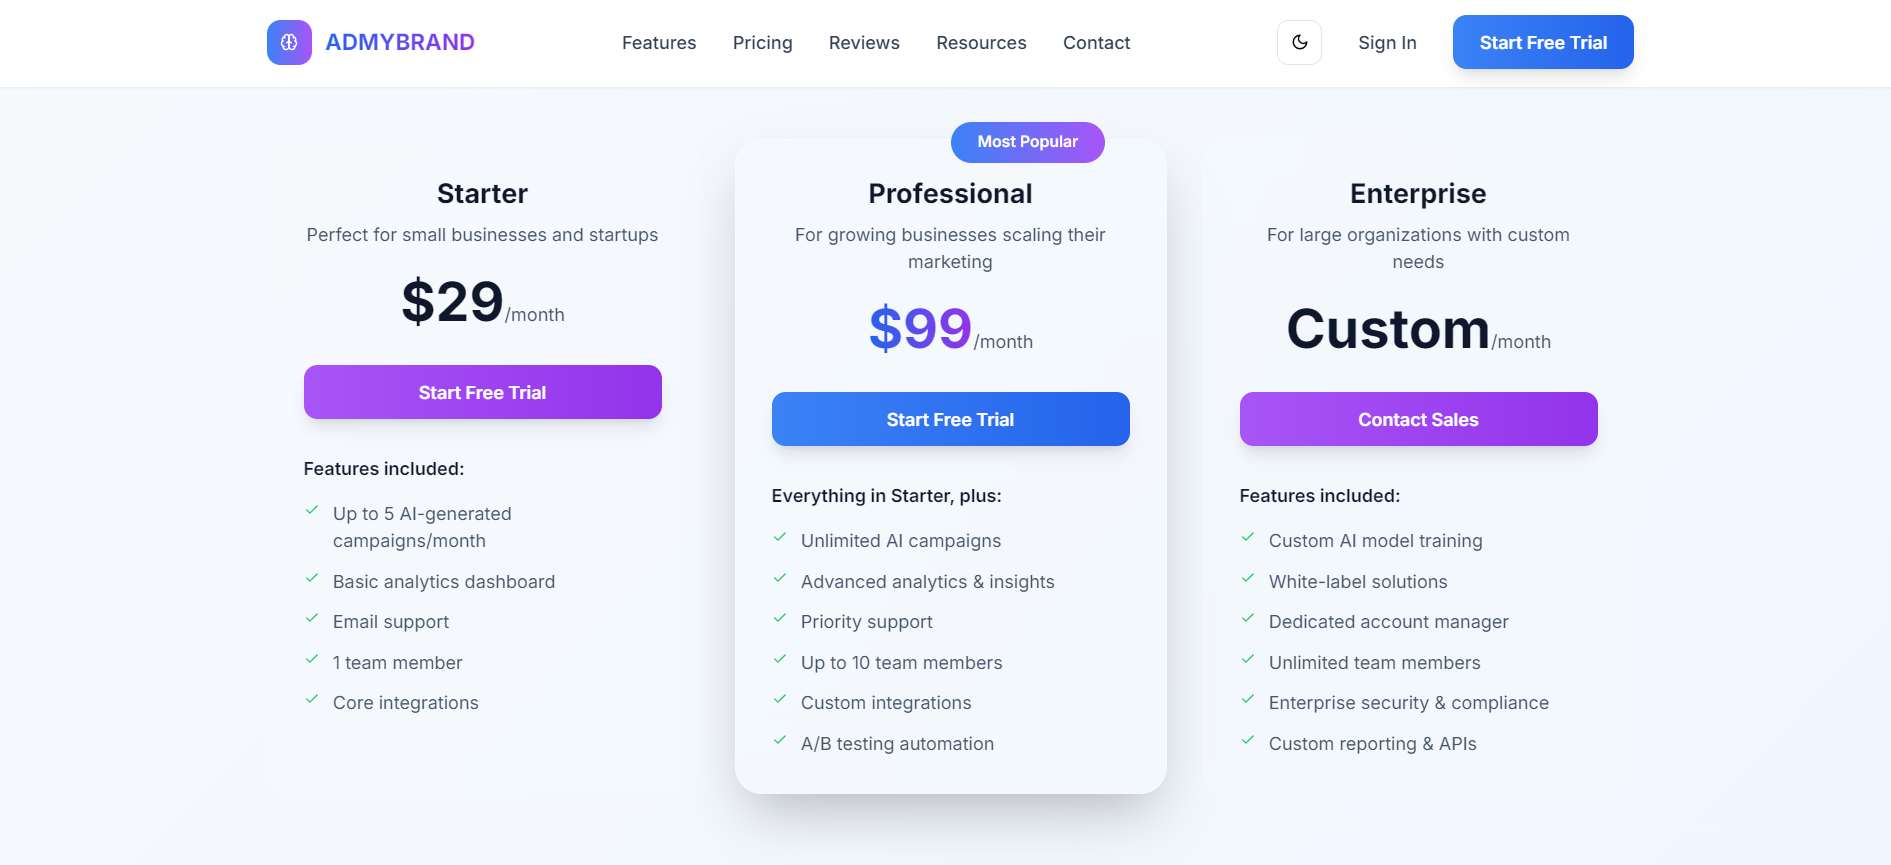 ADMYBRAND
Features
Pricing
Reviews
Resources
Contact
Sign In
Start Free Trial
Starter
Perfect for small businesses and startups
$29/month
Start Free Trial
Features included:
Up to 5 AI-generated
campaigns/month
Basic analytics dashboard
Email support
1 team member
Core integrations
Most Popular
Professional
For growing businesses scaling their
marketing
$99/month
Start Free Trial
Everything in Starter, plus:
Unlimited AI campaigns
Advanced analytics & insights
Priority support
Up to 10 team members
Custom integrations
A/B testing automation
Enterprise
For large organizations with custom
needs
Custom/month
Contact Sales
Features included:
Custom AI model training
White-label solutions
Dedicated account manager
Unlimited team members
Enterprise security & compliance
Custom reporting & APIs